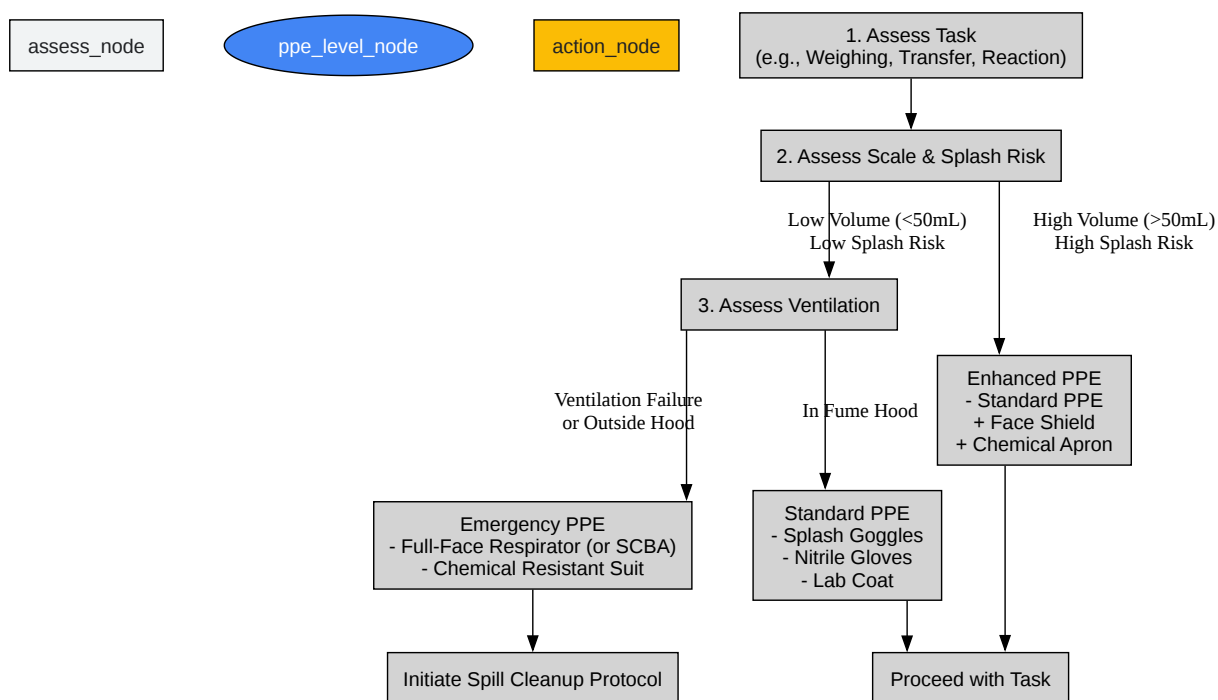 assess_node
ppe_level_node
action_node
1. Assess Task
(e.g., Weighing, Transfer, Reaction)
2. Assess Scale & Splash Risk
Low Volume (<50mL)
Low Splash Risk
High Volume (>50mL)
High Splash Risk
3. Assess Ventilation
Ventilation Failure
or Outside Hood
In Fume Hood
Enhanced PPE
- Standard PPE
+ Face Shield
+ Chemical Apron
Emergency PPE
- Full-Face Respirator (or SCBA)
- Chemical Resistant Suit
Standard PPE
- Splash Goggles
- Nitrile Gloves
- Lab Coat
Initiate Spill Cleanup Protocol
Proceed with Task